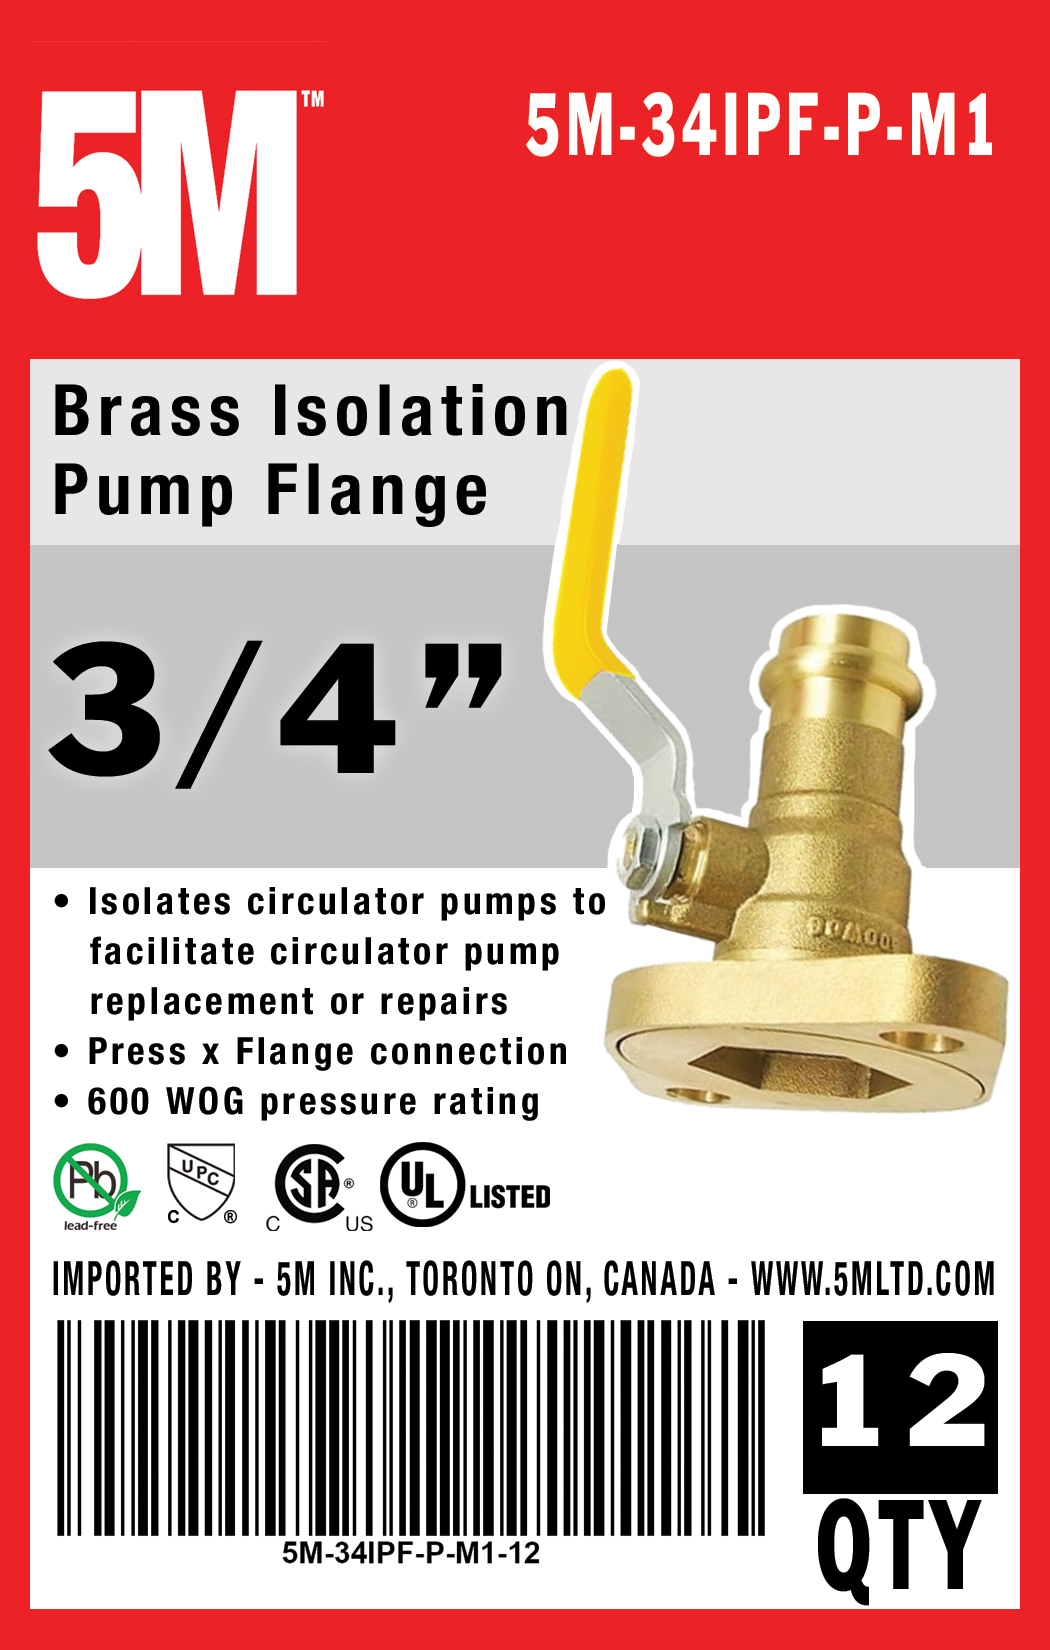 5M™
5M-34IPF-P-M1
Brass Isolation
Pump Flange
3/4”
• Isolates circulator pumps to
facilitate circulator pump
replacement or repairs
• Press x Flange connection
• 600 WOG pressure rating
Pb
lead-free
UPC
C ®
C SA ® US
UL ® LISTED
IMPORTED BY - 5M INC., TORONTO ON, CANADA - WWW.5MLTD.COM
5M-34IPF-P-M1-12
12
QTY